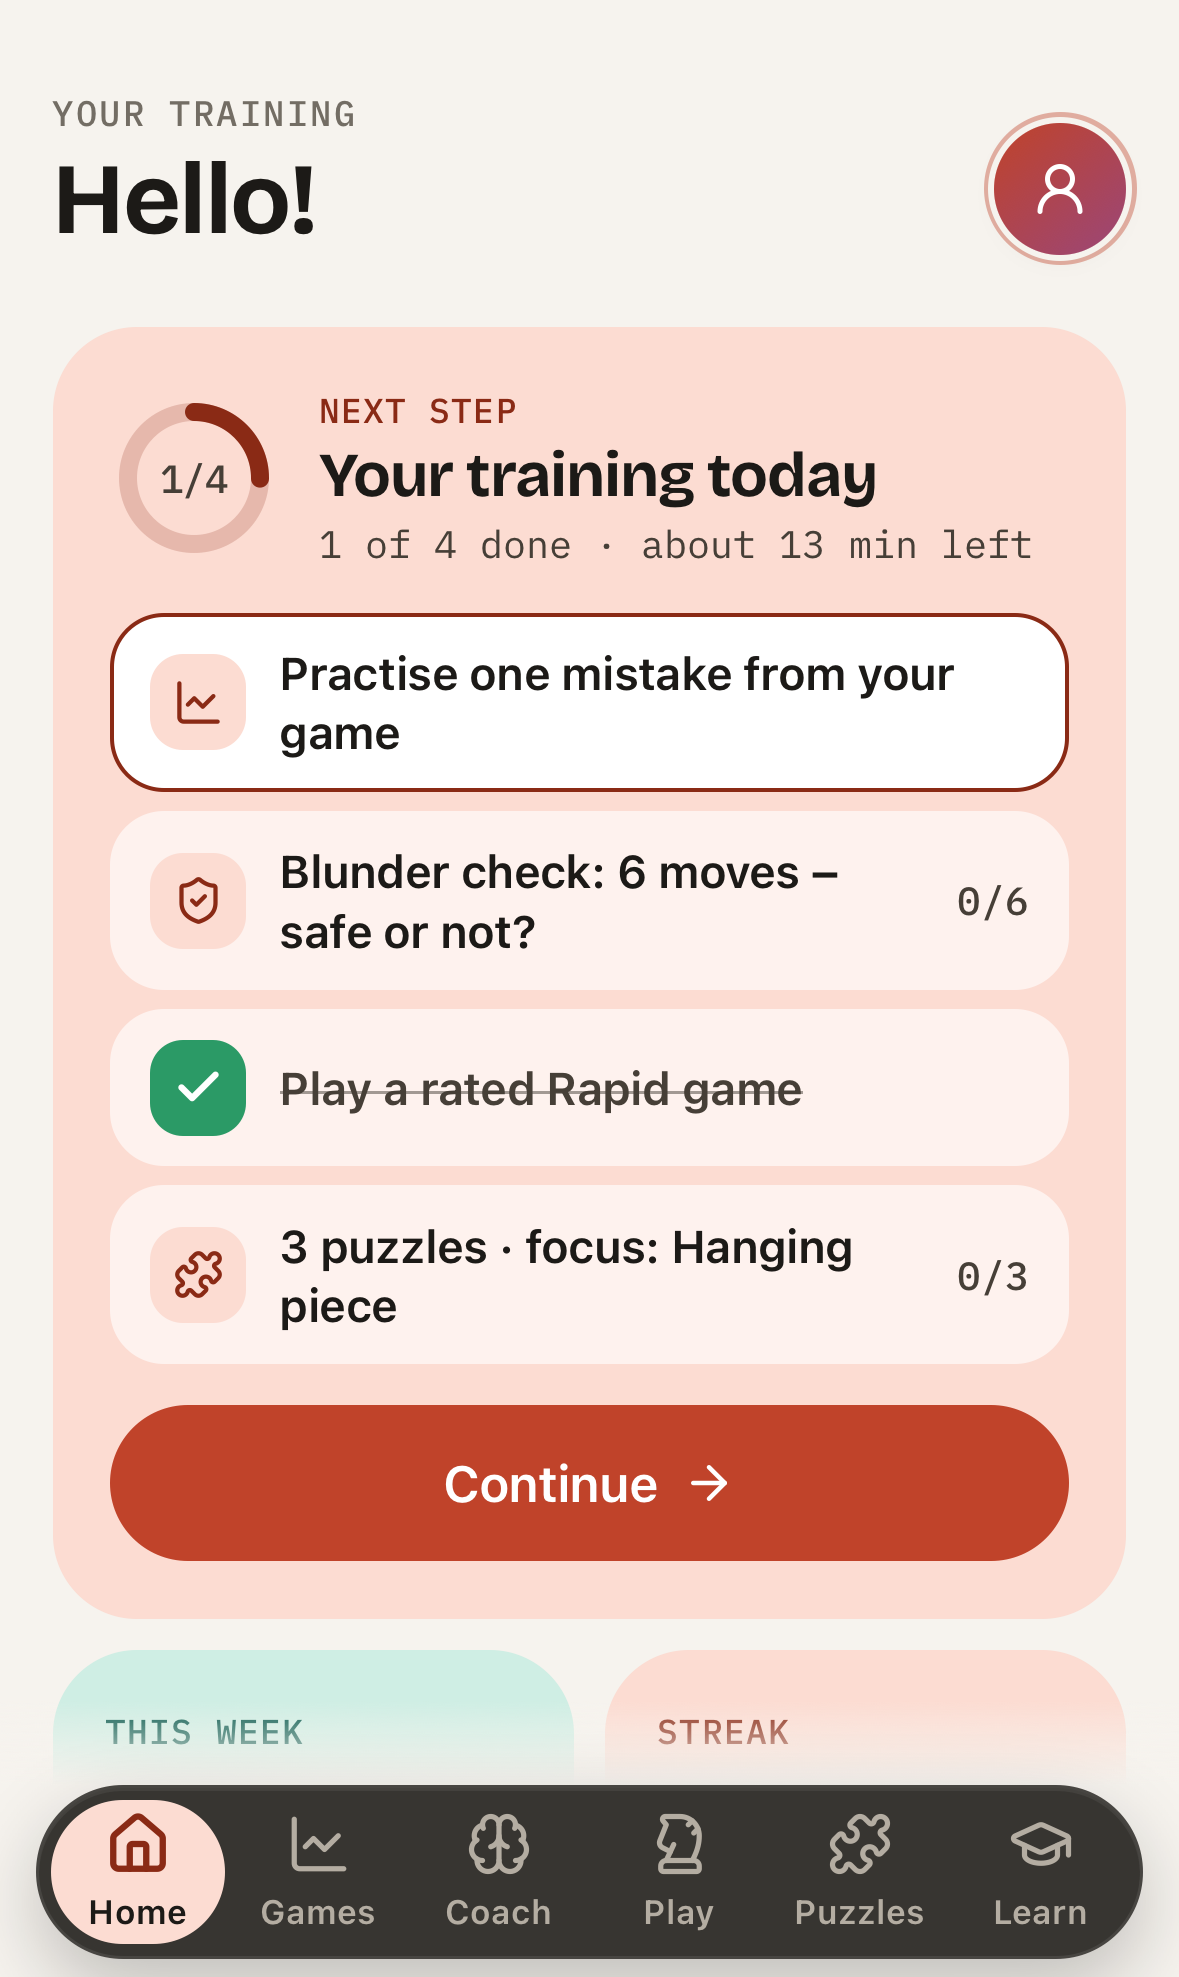 YOUR TRAINING
Hello!
1/4
NEXT STEP
Your training today
1 of 4 done · about 13 min left
Practise one mistake from your
game
Blunder check: 6 moves –
safe or not?
0/6
Play a rated Rapid game
3 puzzles · focus: Hanging
piece
0/3
Continue →
THIS WEEK
STREAK
Home
Games
Coach
Play
Puzzles
Learn